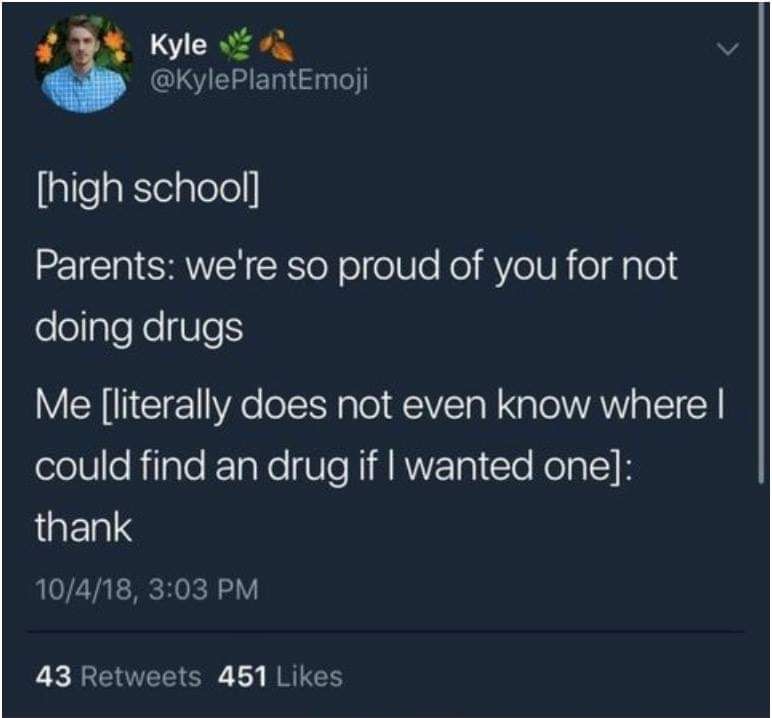 Kyle 🌿🍂
@KylePlantEmoji
[high school]
Parents: we're so proud of you for not
doing drugs
Me [literally does not even know where I
could find an drug if I wanted one]:
thank
10/4/18, 3:03 PM
43 Retweets 451 Likes